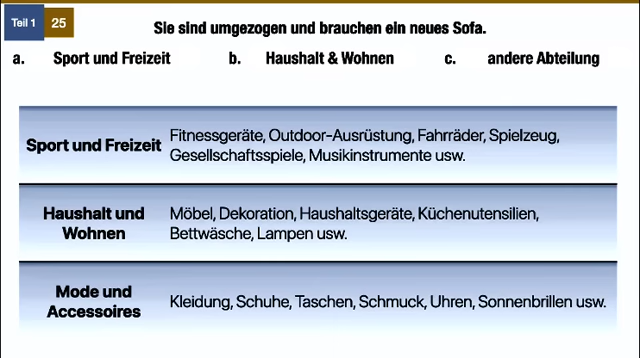 Teil 1 25
Sie sind umgezogen und brauchen ein neues Sofa.
a. Sport und Freizeit b. Haushalt & Wohnen c. andere Abteilung
Sport und Freizeit
Fitnessgeräte, Outdoor-Ausrüstung, Fahrräder, Spielzeug,
Gesellschaftsspiele, Musikinstrumente usw.
Haushalt und
Wohnen
Möbel, Dekoration, Haushaltsgeräte, Küchenutensilien,
Bettwäsche, Lampen usw.
Mode und
Accessoires
Kleidung, Schuhe, Taschen, Schmuck, Uhren, Sonnenbrillen usw.